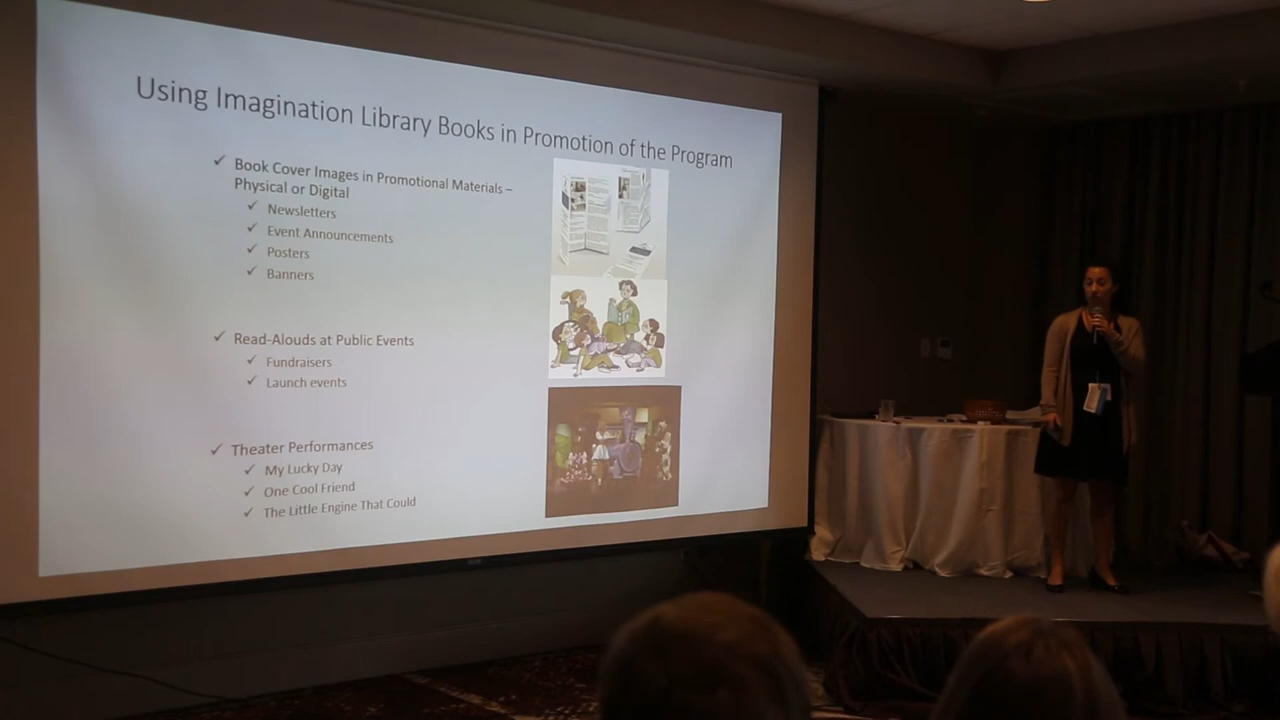 Using Imagination Library Books in Promotion of the Program
✓ Book Cover Images in Promotional Materials –
Physical or Digital
✓ Newsletters
✓ Event Announcements
✓ Posters
✓ Banners
✓ Read-Alouds at Public Events
✓ Fundraisers
✓ Launch events
✓ Theater Performances
✓ My Lucky Day
✓ One Cool Friend
✓ The Little Engine That Could